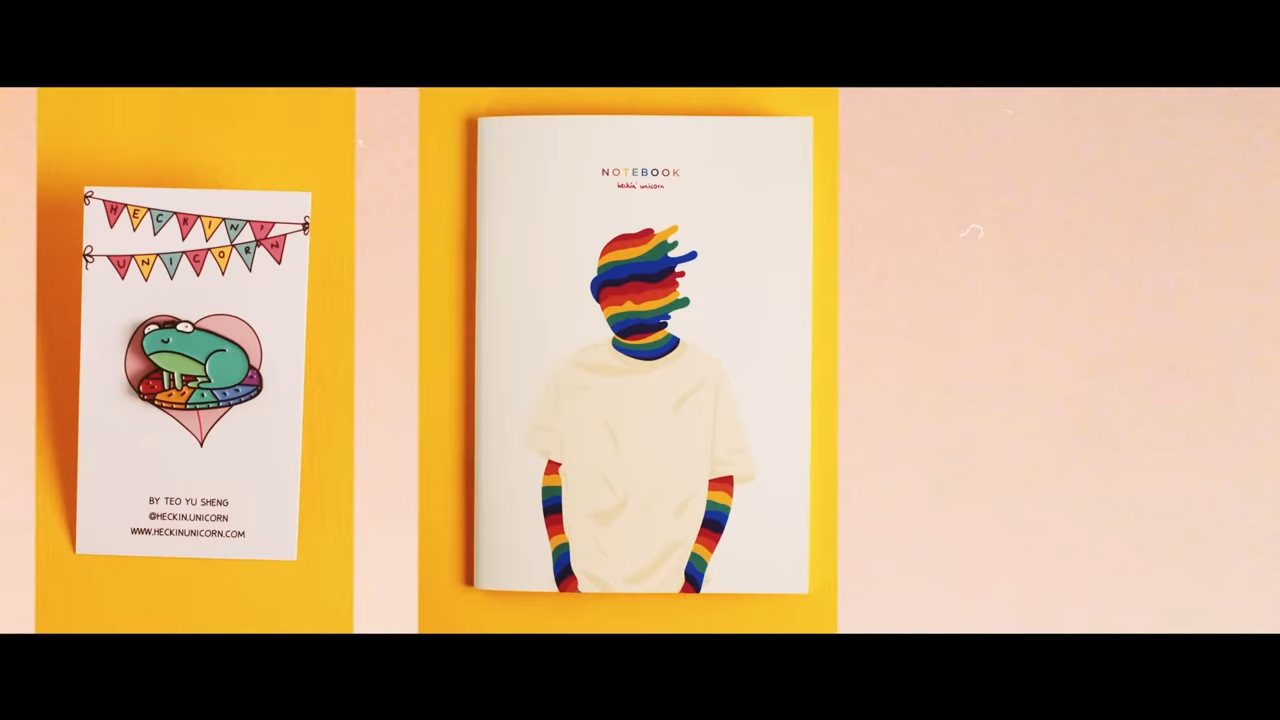 HECKIN'
UNICORN
BY TEO YU SHENG
@HECKIN.UNICORN
WWW.HECKINUNICORN.COM
NOTEBOOK
heckin' unicorn